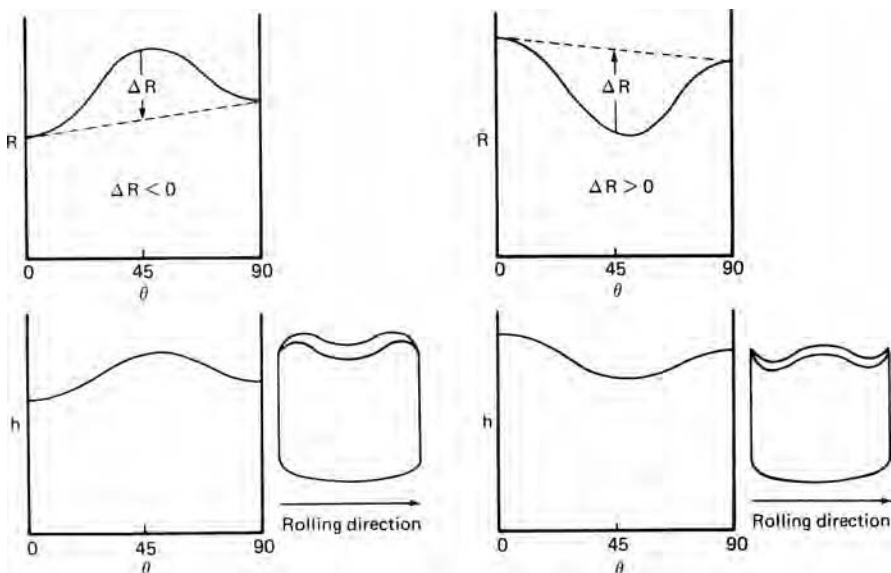 ΔR
R
ΔR < 0
0 45 90
θ
ΔR
R
ΔR > 0
0 45 90
θ
h
0 45 90
θ
Rolling direction
h
0 45 90
θ
Rolling direction